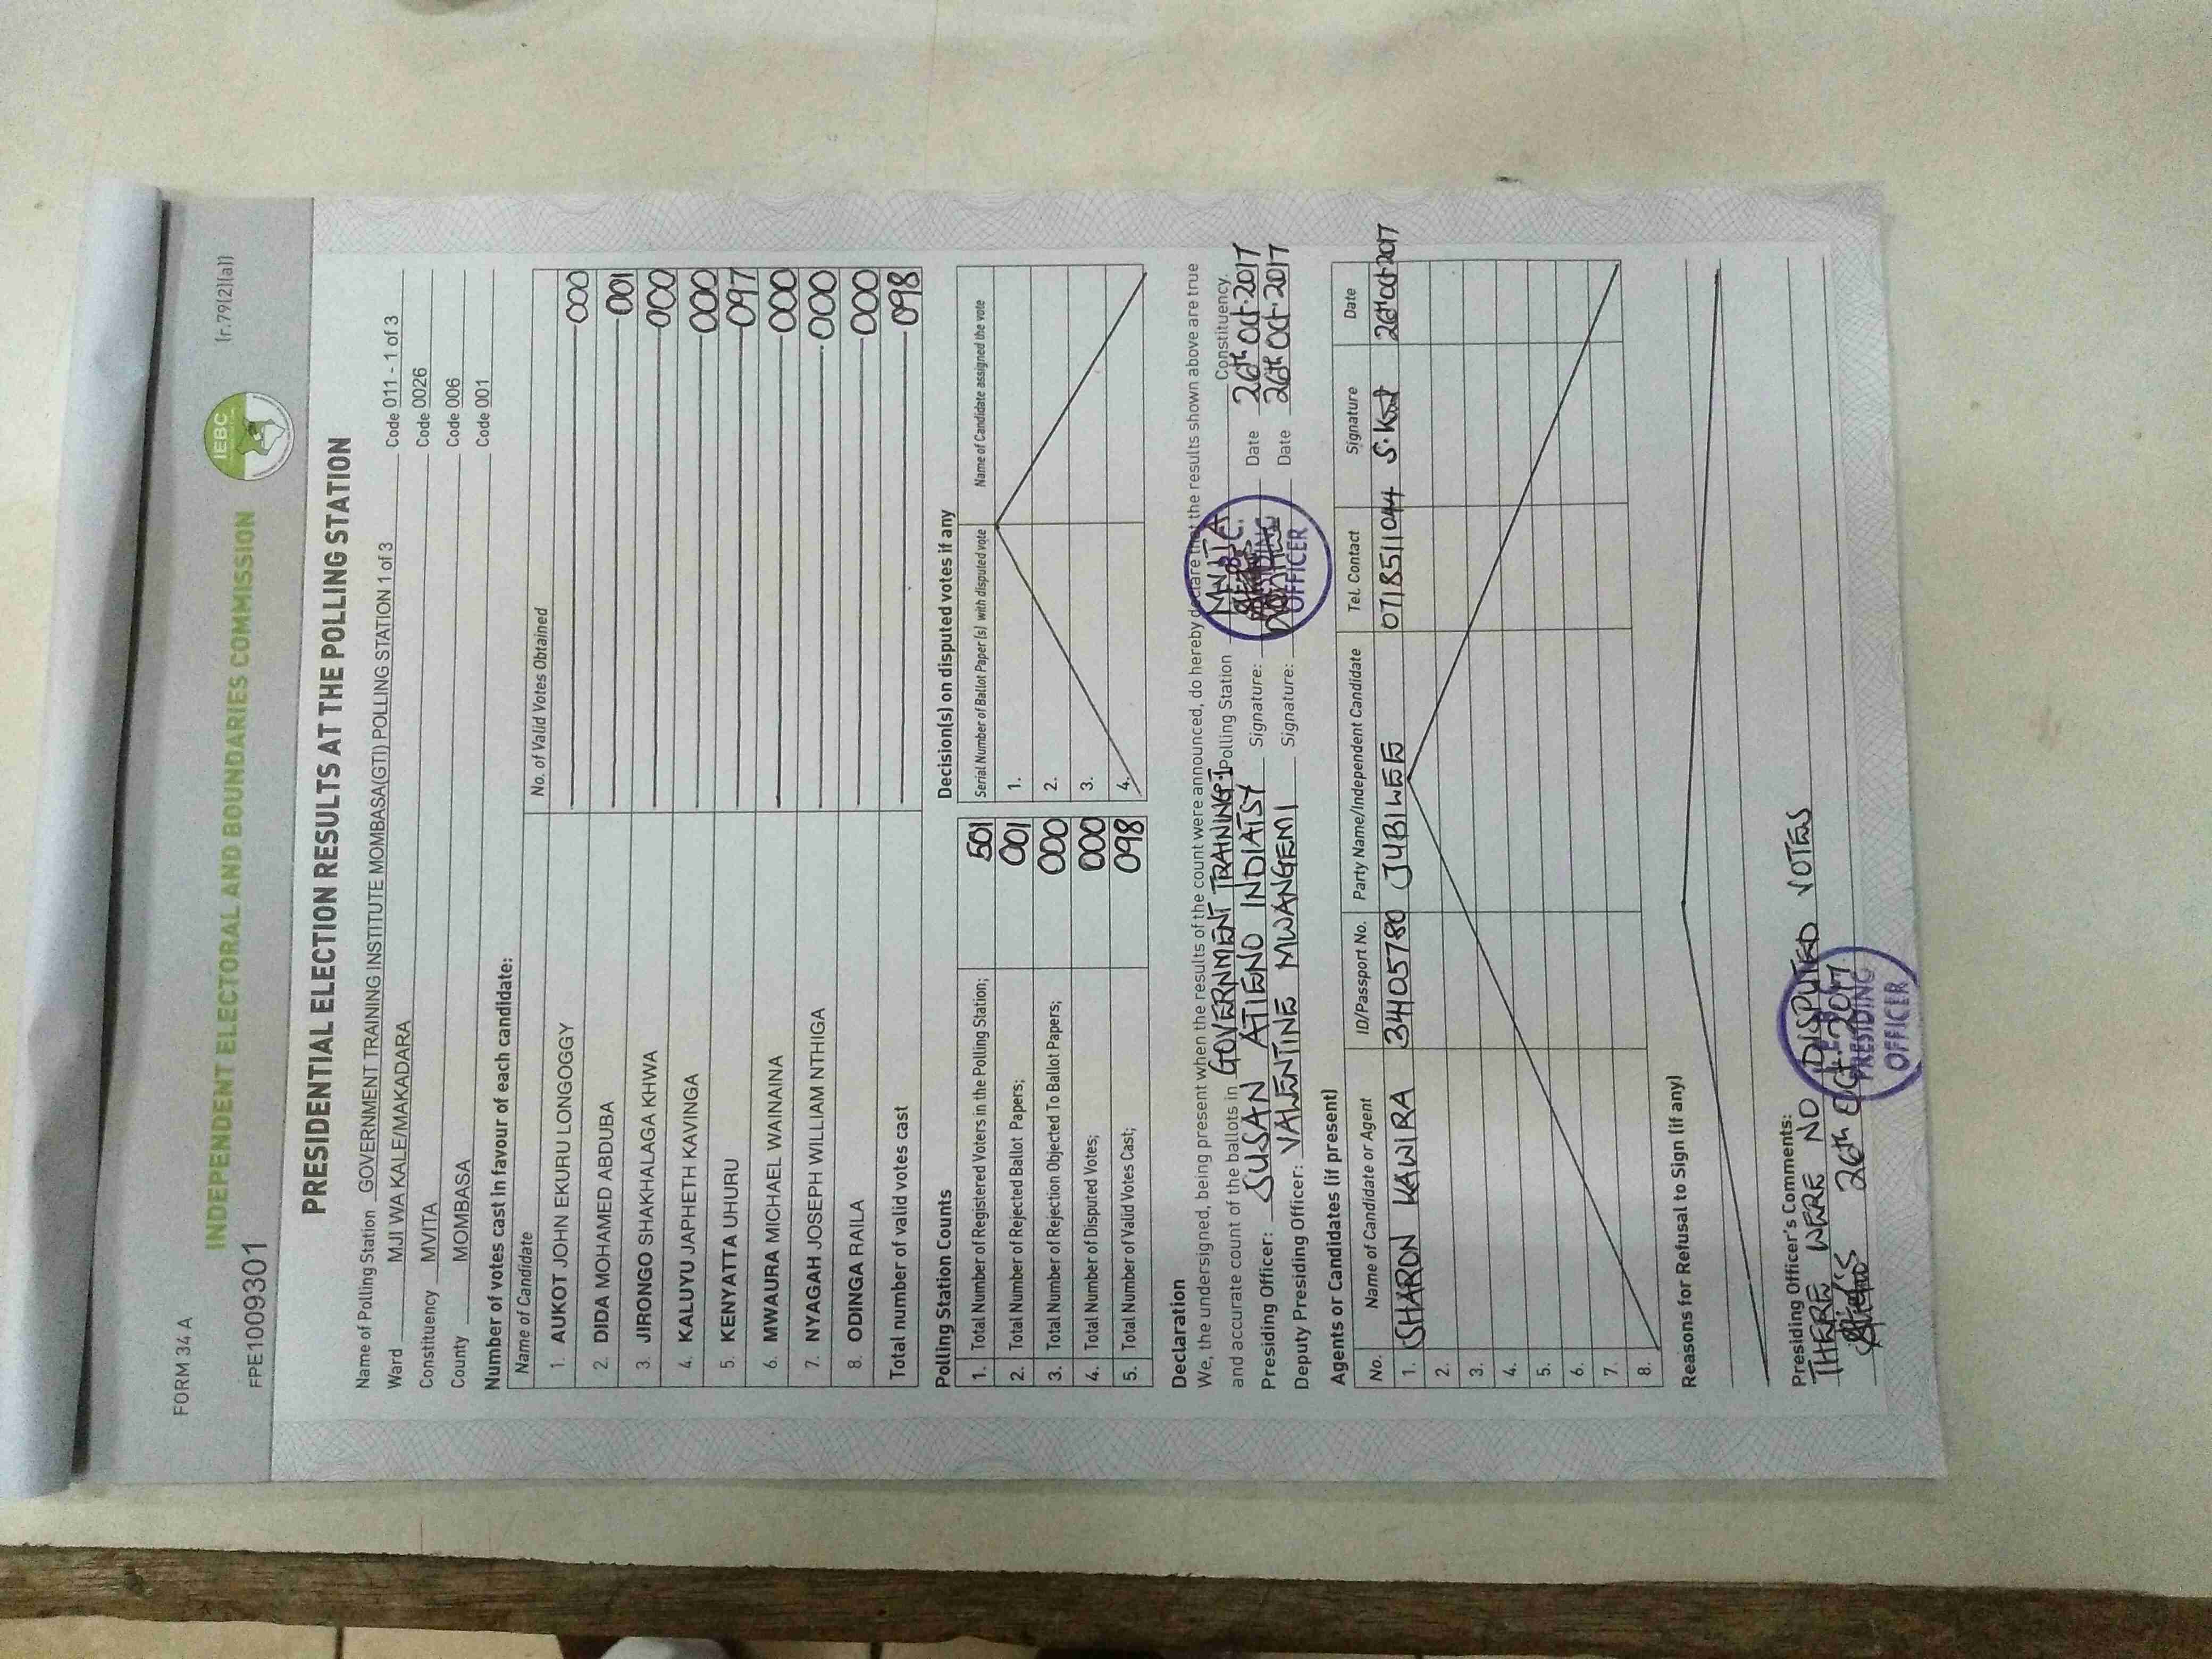 FORM 34 A
(r.79(2)(a))
INDEPENDENT ELECTORAL AND BOUNDARIES COMMISSION
IEBC
FPE1009301
PRESIDENTIAL ELECTION RESULTS AT THE POLLING STATION
Name of Polling Station GOVERNMENT TRAINING INSTITUTE MOMBASA(GTI) POLLING STATION 1 of 3 Code 011 - 1 of 3
Ward MJI WA KALE/MAKADARA Code 0026
Constituency MVITA Code 006
County MOMBASA Code 001
Number of votes cast in favour of each candidate:
Name of Candidate No. of Valid Votes Obtained
1. AUKOT JOHN EKURU LONGOGGY 000
2. DIDA MOHAMED ABDUBA 001
3. JIRONGO SHAKHALAGA KHWA 000
4. KALUYU JAPHETH KAVINGA 000
5. KENYATTA UHURU 097
6. MWAURA MICHAEL WAINAINA 000
7. NYAGAH JOSEPH WILLIAM NTHIGA 000
8. ODINGA RAILA 000
Total number of valid votes cast 098
Polling Station Counts
1. Total Number of Registered Voters in the Polling Station; 501
2. Total Number of Rejected Ballot Papers; 001
3. Total Number of Rejection Objected To Ballot Papers; 000
4. Total Number of Disputed Votes; 000
5. Total Number of Valid Votes Cast; 098
Decision(s) on disputed votes if any
Serial Number of Ballot Paper (s) with disputed vote Name of Candidate assigned the vote
1.
2.
3.
4.
Declaration
We, the undersigned, being present when the results of the count were announced, do hereby declare that the results shown above are true
and accurate count of the ballots in GOVERNMENT TRAINING 1 Polling Station MVITA Constituency.
Presiding Officer: SUSAN ATIENO INDIATSY Signature: Date 26th Oct. 2017
Deputy Presiding Officer: VALENTINE MWANGEMI Signature: Date 26th Oct. 2017
OFFICER
Agents or Candidates (if present)
No. Name of Candidate or Agent ID/Passport No. Party Name/Independent Candidate Tel. Contact Signature Date
1. SHARON KAWIRA 34405780 JUBILEE 0718511044 26th Oct 2017
2.
3.
4.
5.
6.
7.
8.
Reasons for Refusal to Sign (if any)
Presiding Officer's Comments:
THERE WERE NO DISPUTED VOTES
26th Oct. 2017
PRESIDING
OFFICER